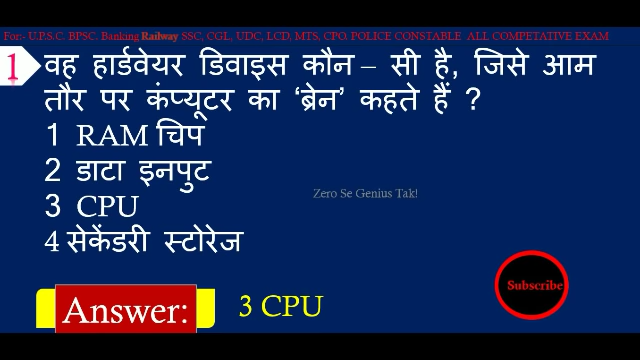 For:- U.P.S.C. BPSC. Banking Railway SSC, CGL, UDC, LCD, MTS, CPO. POLICE CONSTABLE ALL COMPETATIVE EXAM
1 वह हार्डवेयर डिवाइस कौन – सी है, जिसे आम
तौर पर कंप्यूटर का ‘ब्रेन’ कहते हैं ?
1 RAM चिप
2 डाटा इनपुट
3 CPU
4 सेकेंडरी स्टोरेज
Zero Se Genius Tak!
Subscribe
Answer: 3 CPU